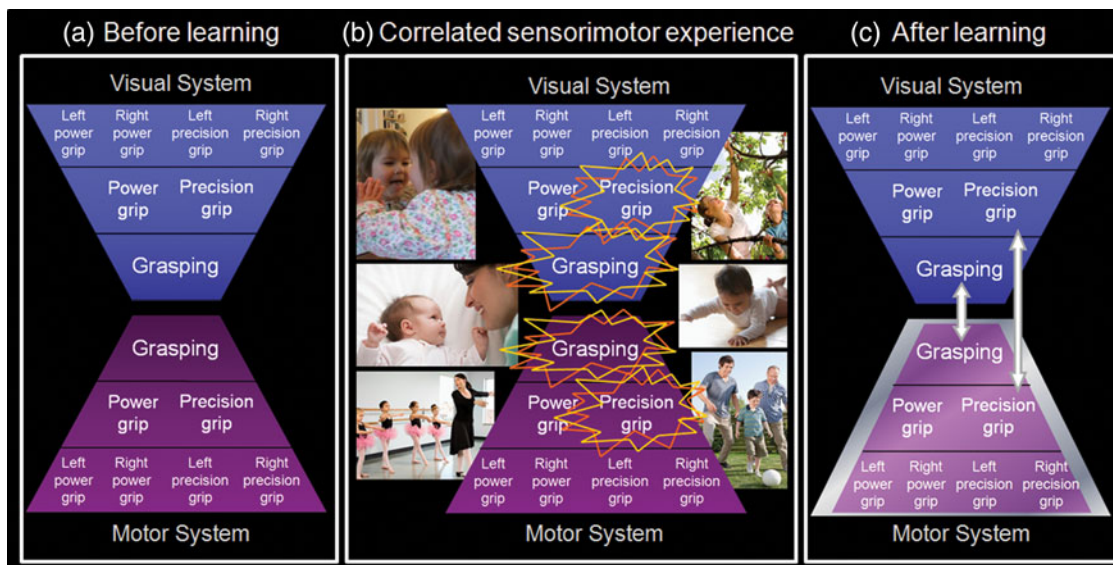 (a) Before learning
Visual System
Left power grip
Right power grip
Left precision grip
Right precision grip
Power grip
Precision grip
Grasping
Grasping
Power grip
Precision grip
Left power grip
Right power grip
Left precision grip
Right precision grip
Motor System
(b) Correlated sensorimotor experience
Visual System
Left power grip
Right power grip
Left precision grip
Right precision grip
Power grip
Precision grip
Grasping
Grasping
Power grip
Precision grip
Left power grip
Right power grip
Left precision grip
Right precision grip
Motor System
(c) After learning
Visual System
Left power grip
Right power grip
Left precision grip
Right precision grip
Power grip
Precision grip
Grasping
Grasping
Power grip
Precision grip
Left power grip
Right power grip
Left precision grip
Right precision grip
Motor System